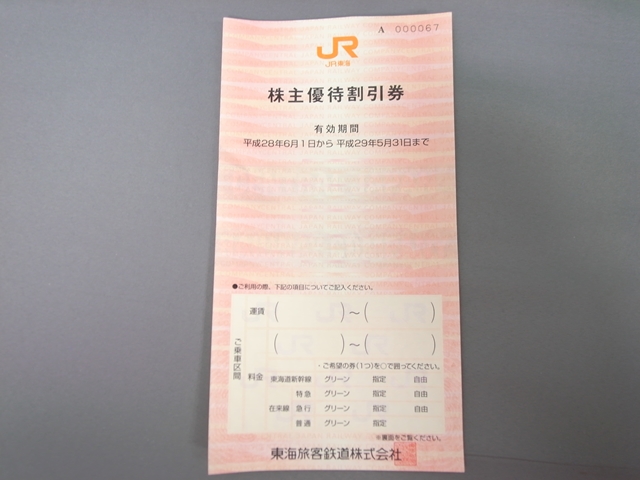 A 000067
JR
JR東海
株主優待割引券
有効期間
平成28年6月1日から 平成29年5月31日まで
●ご利用の際、下記の項目についてご記入ください。
ご乗車区間
運賃 ( )～( )
( )～( )
・ご希望の券(1つ)を○で囲ってください。
料金 東海道新幹線 グリーン 指定 自由
特急 グリーン 指定 自由
在来線 急行 グリーン 指定 自由
普通 グリーン 指定
※裏面をご覧ください。
東海旅客鉄道株式会社